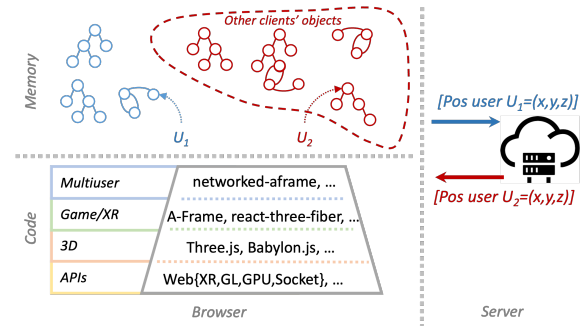 Other clients' objects
Memory
U1
U2
[Pos user U1=(x,y,z)]
[Pos user U2=(x,y,z)]
Code
Multiuser
networked-aframe, ...
Game/XR
A-Frame, react-three-fiber, ...
3D
Three.js, Babylon.js, ...
APIs
Web{XR,GL,GPU,Socket}, ...
Browser
Server